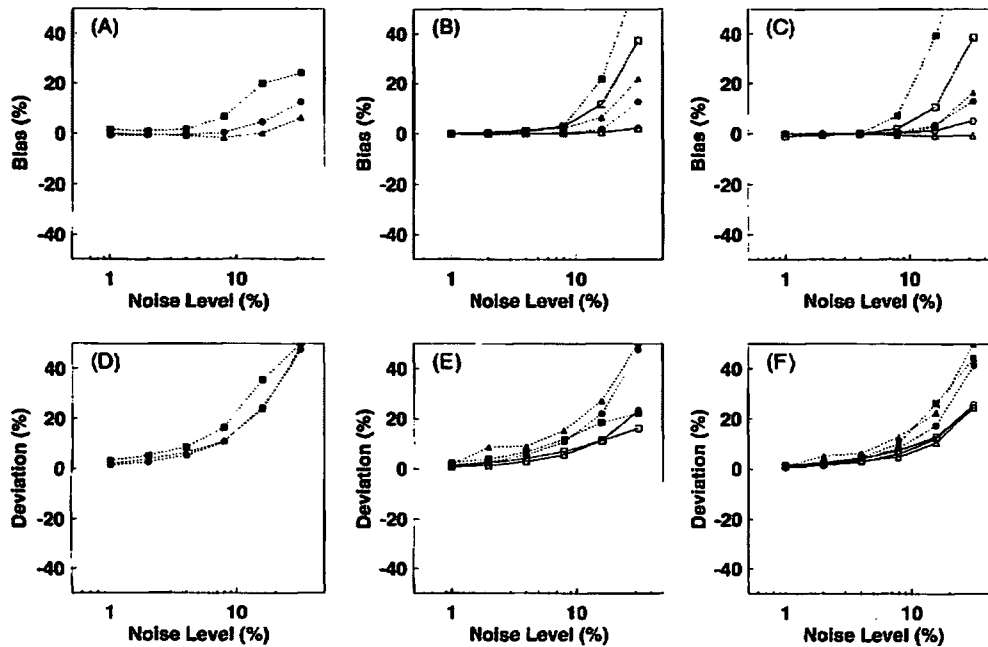 (A) (B) (C)
40 40 40
20 20 20
0 0 0
-20 -20 -20
-40 -40 -40
Bias (%) Bias (%) Bias (%)
1 10 1 10 1 10
Noise Level (%) Noise Level (%) Noise Level (%)
(D) (E) (F)
40 40 40
20 20 20
0 0 0
-20 -20 -20
-40 -40 -40
Deviation (%) Deviation (%) Deviation (%)
1 10 1 10 1 10
Noise Level (%) Noise Level (%) Noise Level (%)